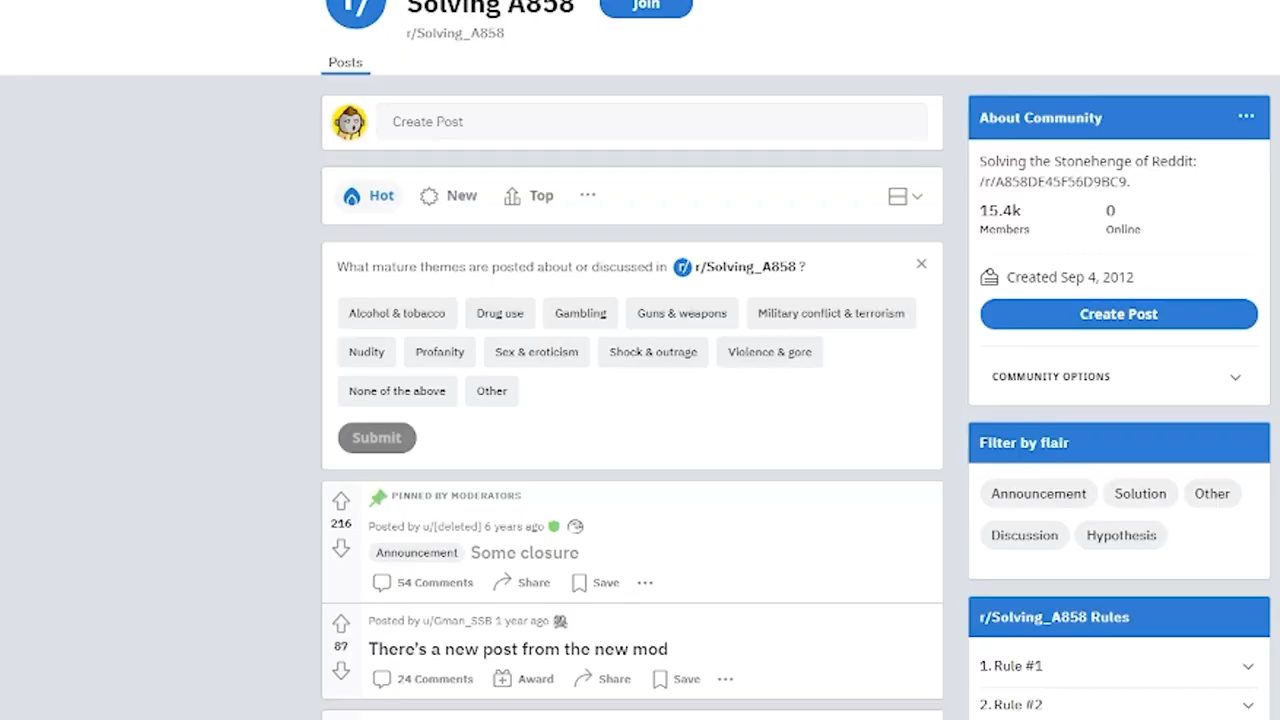 Solving A858
Join
r/Solving_A858
Posts
Create Post
Hot New Top
What mature themes are posted about or discussed in r/ r/Solving_A858 ?
Alcohol & tobacco Drug use Gambling Guns & weapons Military conflict & terrorism
Nudity Profanity Sex & eroticism Shock & outrage Violence & gore
None of the above Other
Submit
216
PINNED BY MODERATORS
Posted by u/[deleted] 6 years ago
Announcement Some closure
54 Comments Share Save
87
Posted by u/Gman_SSB 1 year ago
There's a new post from the new mod
24 Comments Award Share Save
About Community
Solving the Stonehenge of Reddit:
/r/A858DE45F56D9BC9.
15.4k 0
Members Online
Created Sep 4, 2012
Create Post
COMMUNITY OPTIONS
Filter by flair
Announcement Solution Other
Discussion Hypothesis
r/Solving_A858 Rules
1. Rule #1
2. Rule #2